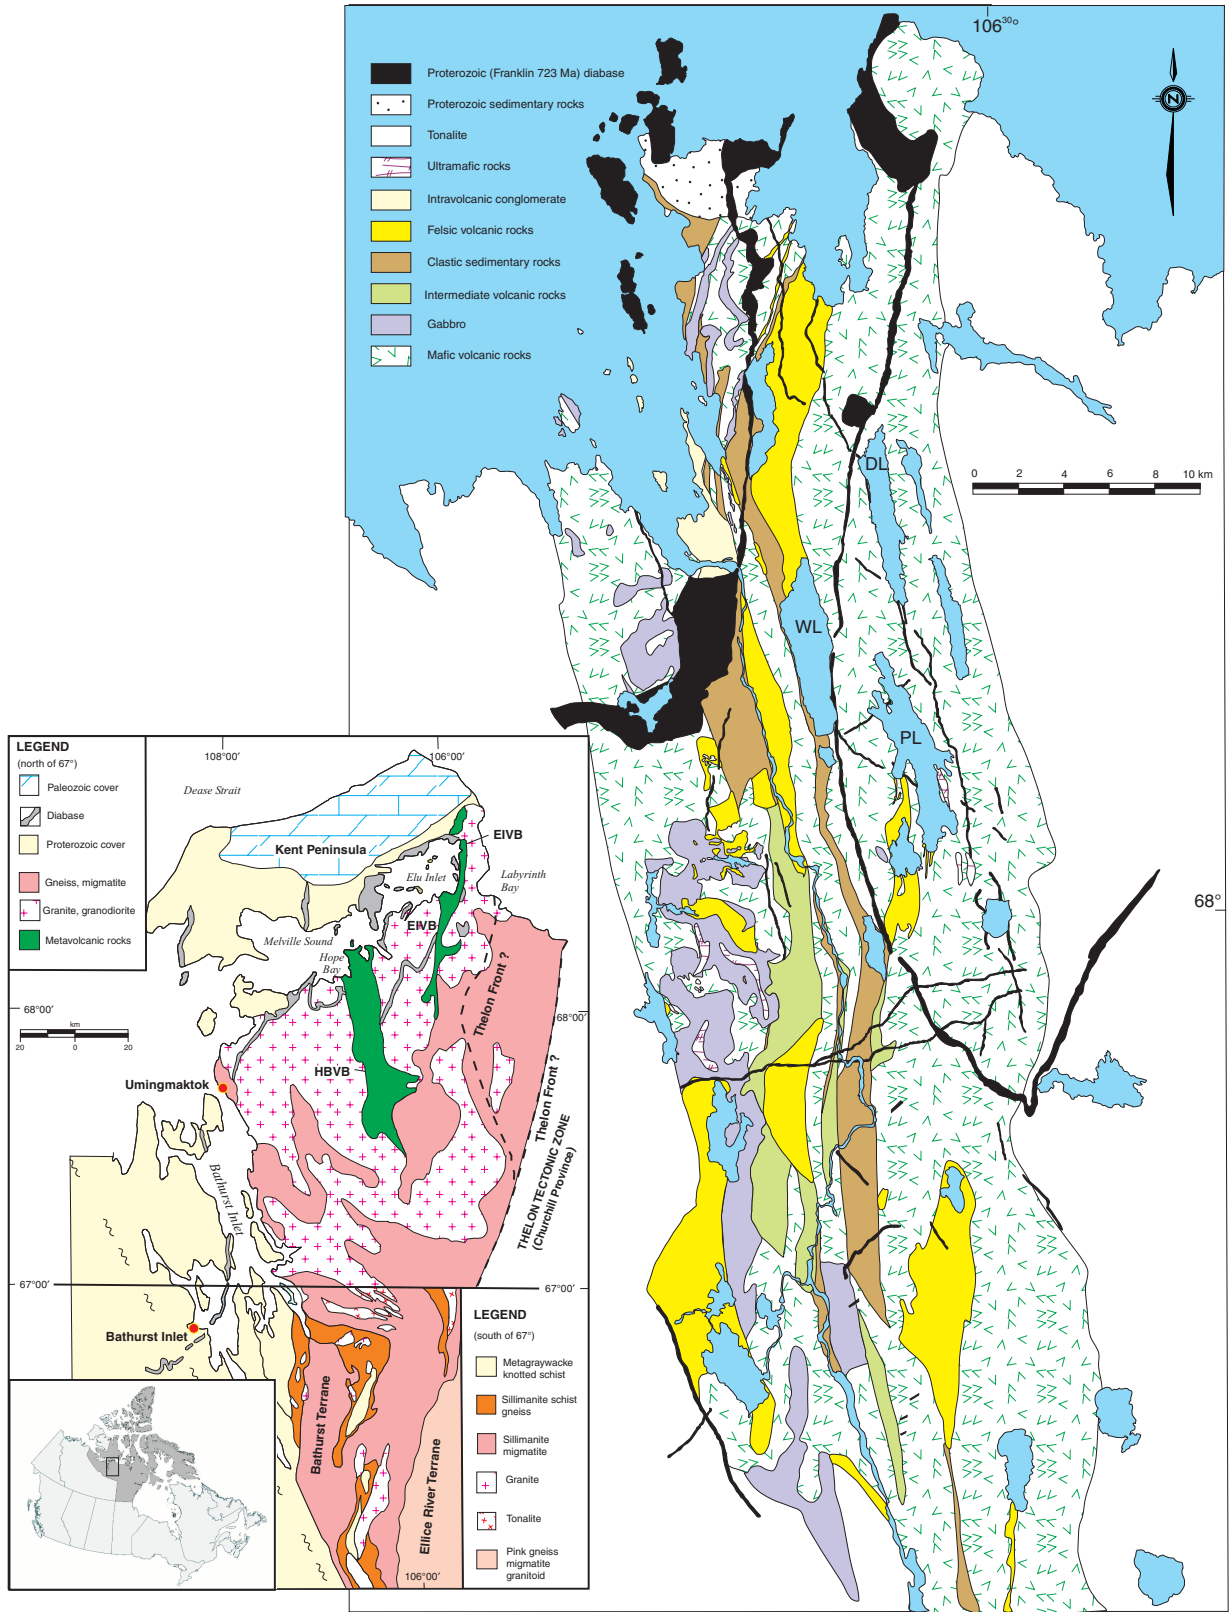 106³⁰°
N
Proterozoic (Franklin 723 Ma) diabase
Proterozoic sedimentary rocks
Tonalite
Ultramafic rocks
Intravolcanic conglomerate
Felsic volcanic rocks
Clastic sedimentary rocks
Intermediate volcanic rocks
Gabbro
Mafic volcanic rocks
0 2 4 6 8 10 km
DL
WL
PL
68°
LEGEND
(north of 67°)
Paleozoic cover
Diabase
Proterozoic cover
Gneiss, migmatite
Granite, granodiorite
Metavolcanic rocks
108°00'
106°00'
Dease Strait
Kent Peninsula
EIVB
Elu Inlet
Labyrinth
Bay
EIVB
Melville Sound
Hope
Bay
Thelon Front ?
68°00'
68°00'
km
20 0 20
HBVB
Umingmaktok
Thelon Front ?
THELON TECTONIC ZONE
(Churchill Province)
Bathurst Inlet
67°00'
67°00'
Bathurst Inlet
Bathurst Terrane
Ellice River Terrane
106°00'
LEGEND
(south of 67°)
Metagraywacke
knotted schist
Sillimanite schist
gneiss
Sillimanite
migmatite
Granite
Tonalite
Pink gneiss
migmatite
granitoid